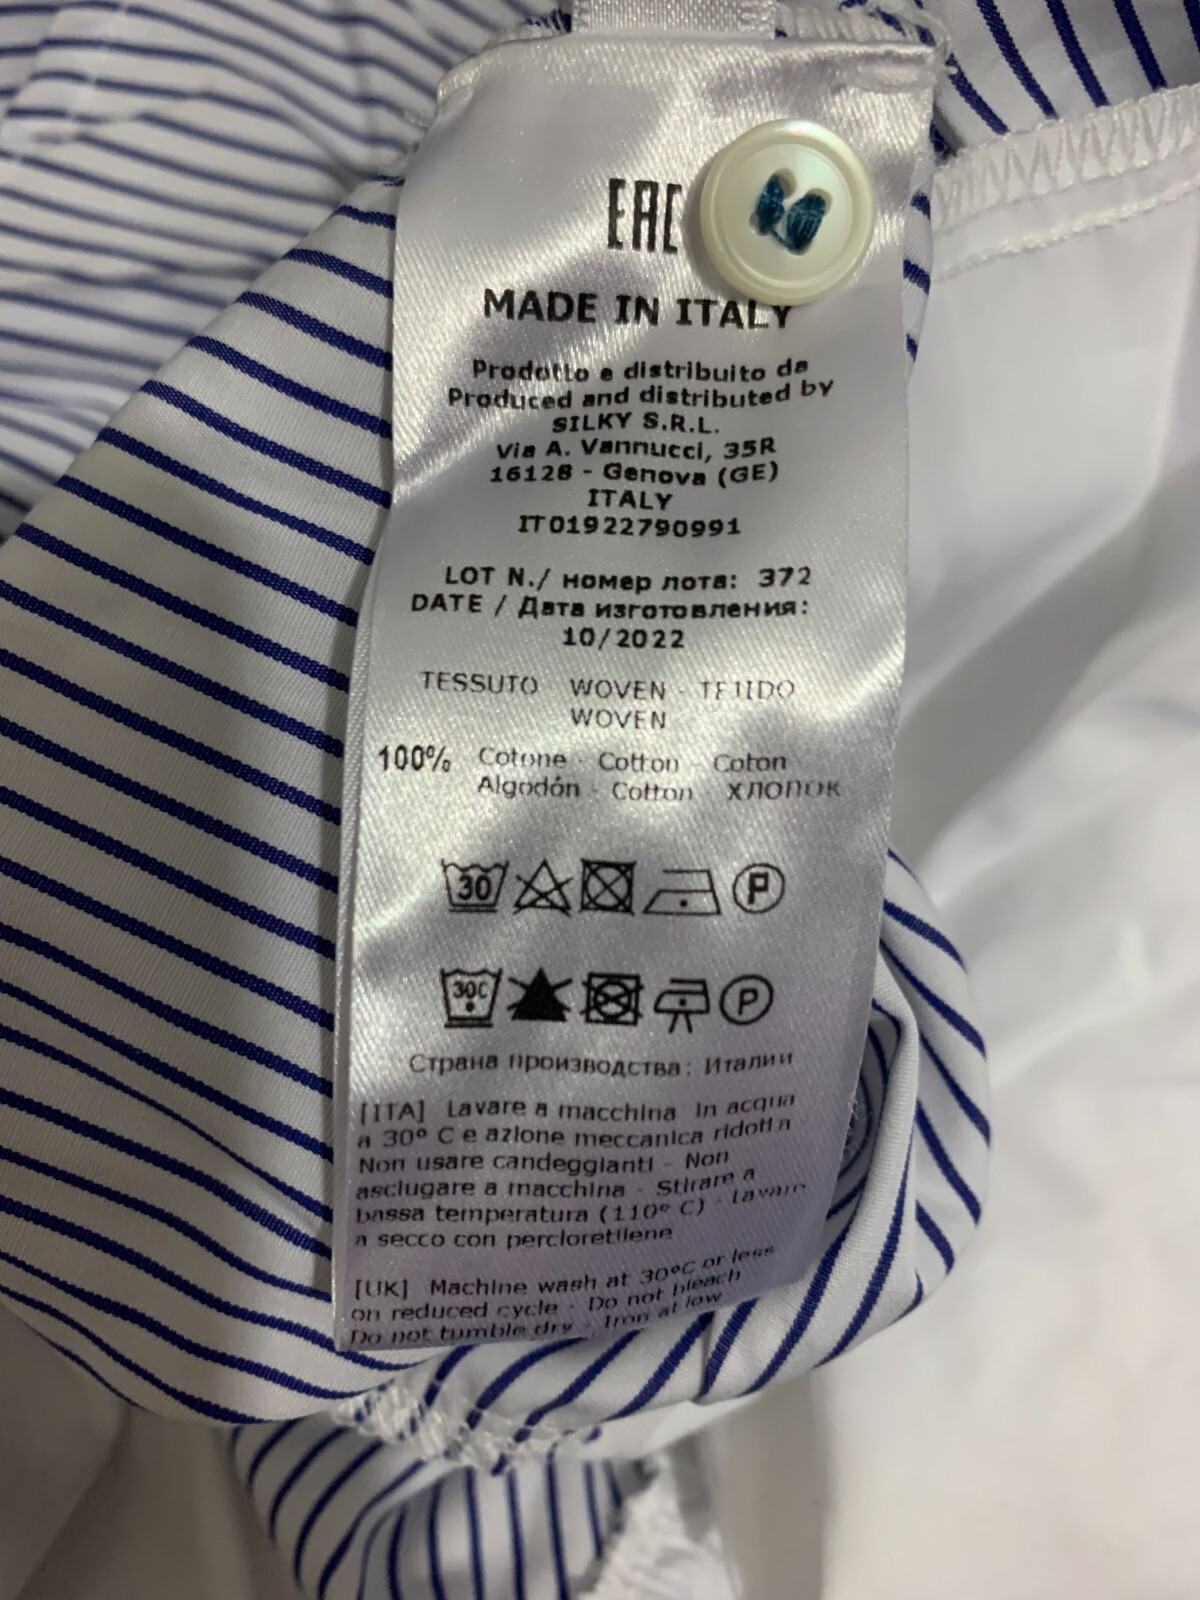 EAC
MADE IN ITALY
Prodotto e distribuito da
Produced and distributed by
SILKY S.R.L.
Via A. Vannucci, 35R
16128 - Genova (GE)
ITALY
IT01922790991
LOT N./ номер лота: 372
DATE / Дата изготовления:
10/2022
TESSUTO - WOVEN - TEJIDO
WOVEN
100% Cotone - Cotton - Coton
Algodón - Cotton - ХЛОПОК
30
P
30C
P
Страна производства: Италии
[ITA] Lavare a macchina in acqua
a 30° C e azione meccanica ridotta
Non usare candeggianti - Non
asciugare a macchina - Stirare a
bassa temperatura (110° C) - Lavare
a secco con percloretilene
[UK] Machine wash at 30°C or less
on reduced cycle - Do not bleach
Do not tumble dry - Iron at low